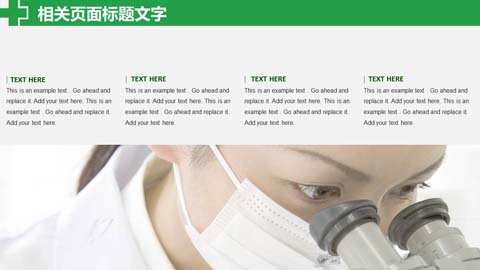 相关页面标题文字
TEXT HERE
This is an example text . Go ahead and
replace it. Add your text here. This is an
example text . Go ahead and replace it.
Add your text here.
TEXT HERE
This is an example text . Go ahead and
replace it. Add your text here. This is an
example text . Go ahead and replace it.
Add your text here.
TEXT HERE
This is an example text . Go ahead and
replace it. Add your text here. This is an
example text . Go ahead and replace it.
Add your text here.
TEXT HERE
This is an example text . Go ahead and
replace it. Add your text here. This is an
example text . Go ahead and replace it.
Add your text here.